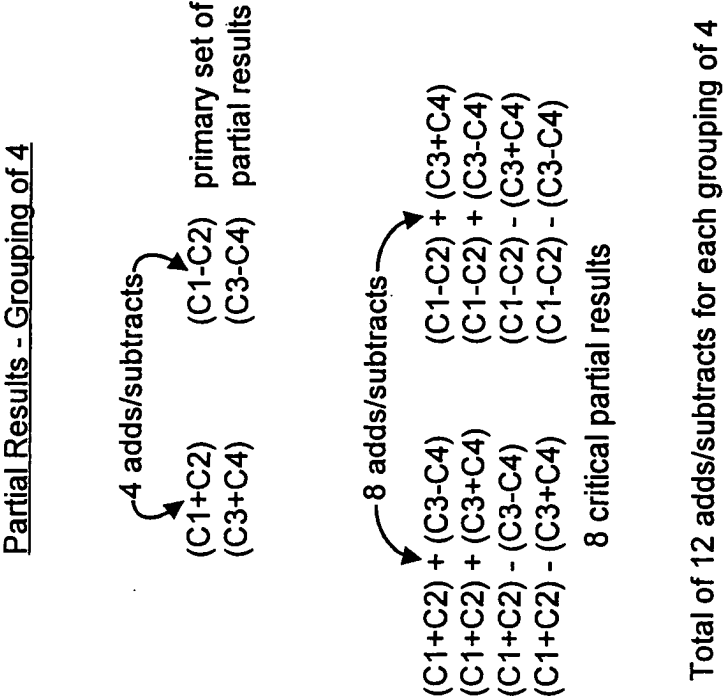 Partial Results - Grouping of 4
4 adds/subtracts
(C1+C2) (C1-C2) primary set of
(C3+C4) (C3-C4) partial results
8 adds/subtracts
(C1+C2) + (C3-C4) (C1-C2) + (C3+C4)
(C1+C2) + (C3+C4) (C1-C2) + (C3-C4)
(C1+C2) - (C3-C4) (C1-C2) - (C3+C4)
(C1+C2) - (C3+C4) (C1-C2) - (C3-C4)
8 critical partial results
Total of 12 adds/subtracts for each grouping of 4